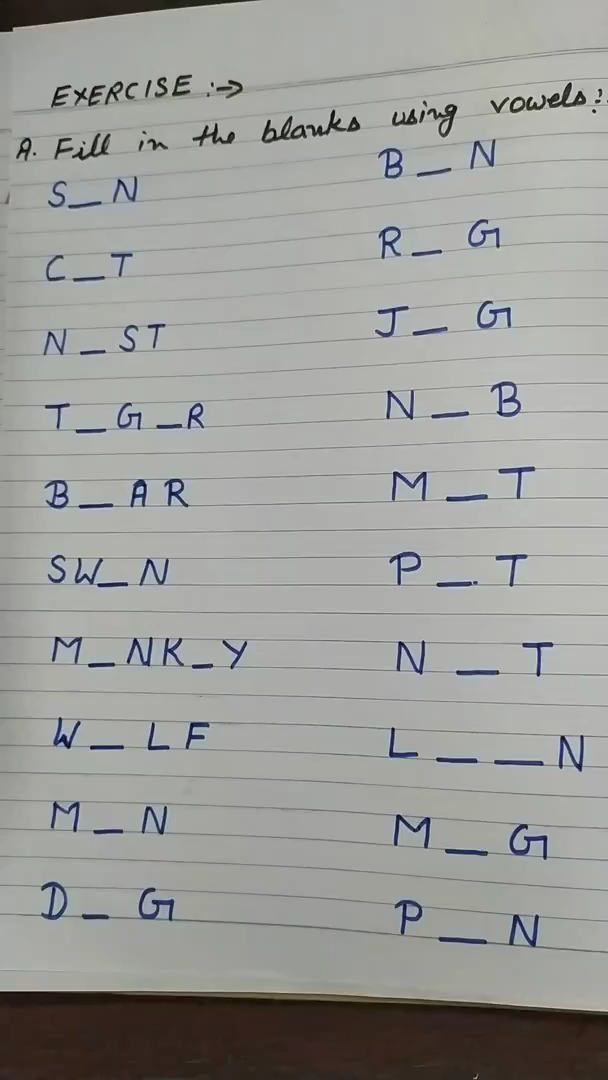 EXERCISE :→
A. Fill in the blanks using vowels:
S_N
B_N
C_T
R_G
N_ST
J_G
T_G_R
N_B
B_AR
M_T
SW_N
P_T
M_NK_Y
N_T
W_LF
L__N
M_N
M_G
D_G
P_N